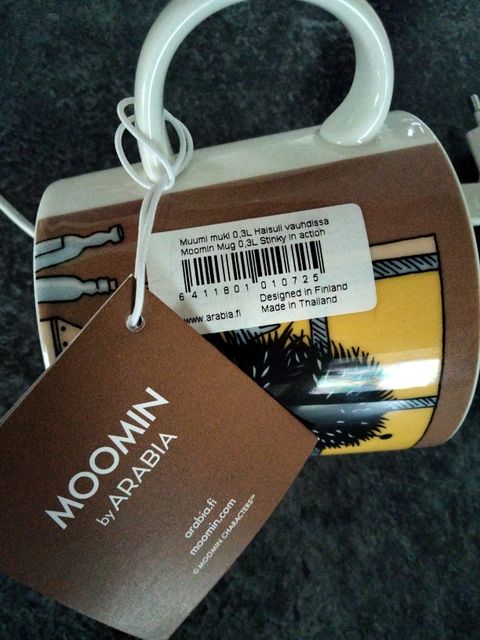 Muumi muki 0,3L Haisuli vauhdissa
Moomin Mug 0,3L Stinky in action
6 411801 010725
www.arabia.fi
Designed in Finland
Made in Thailand
MOOMIN
by ARABIA
arabia.fi
moomin.com
© MOOMIN CHARACTERS™